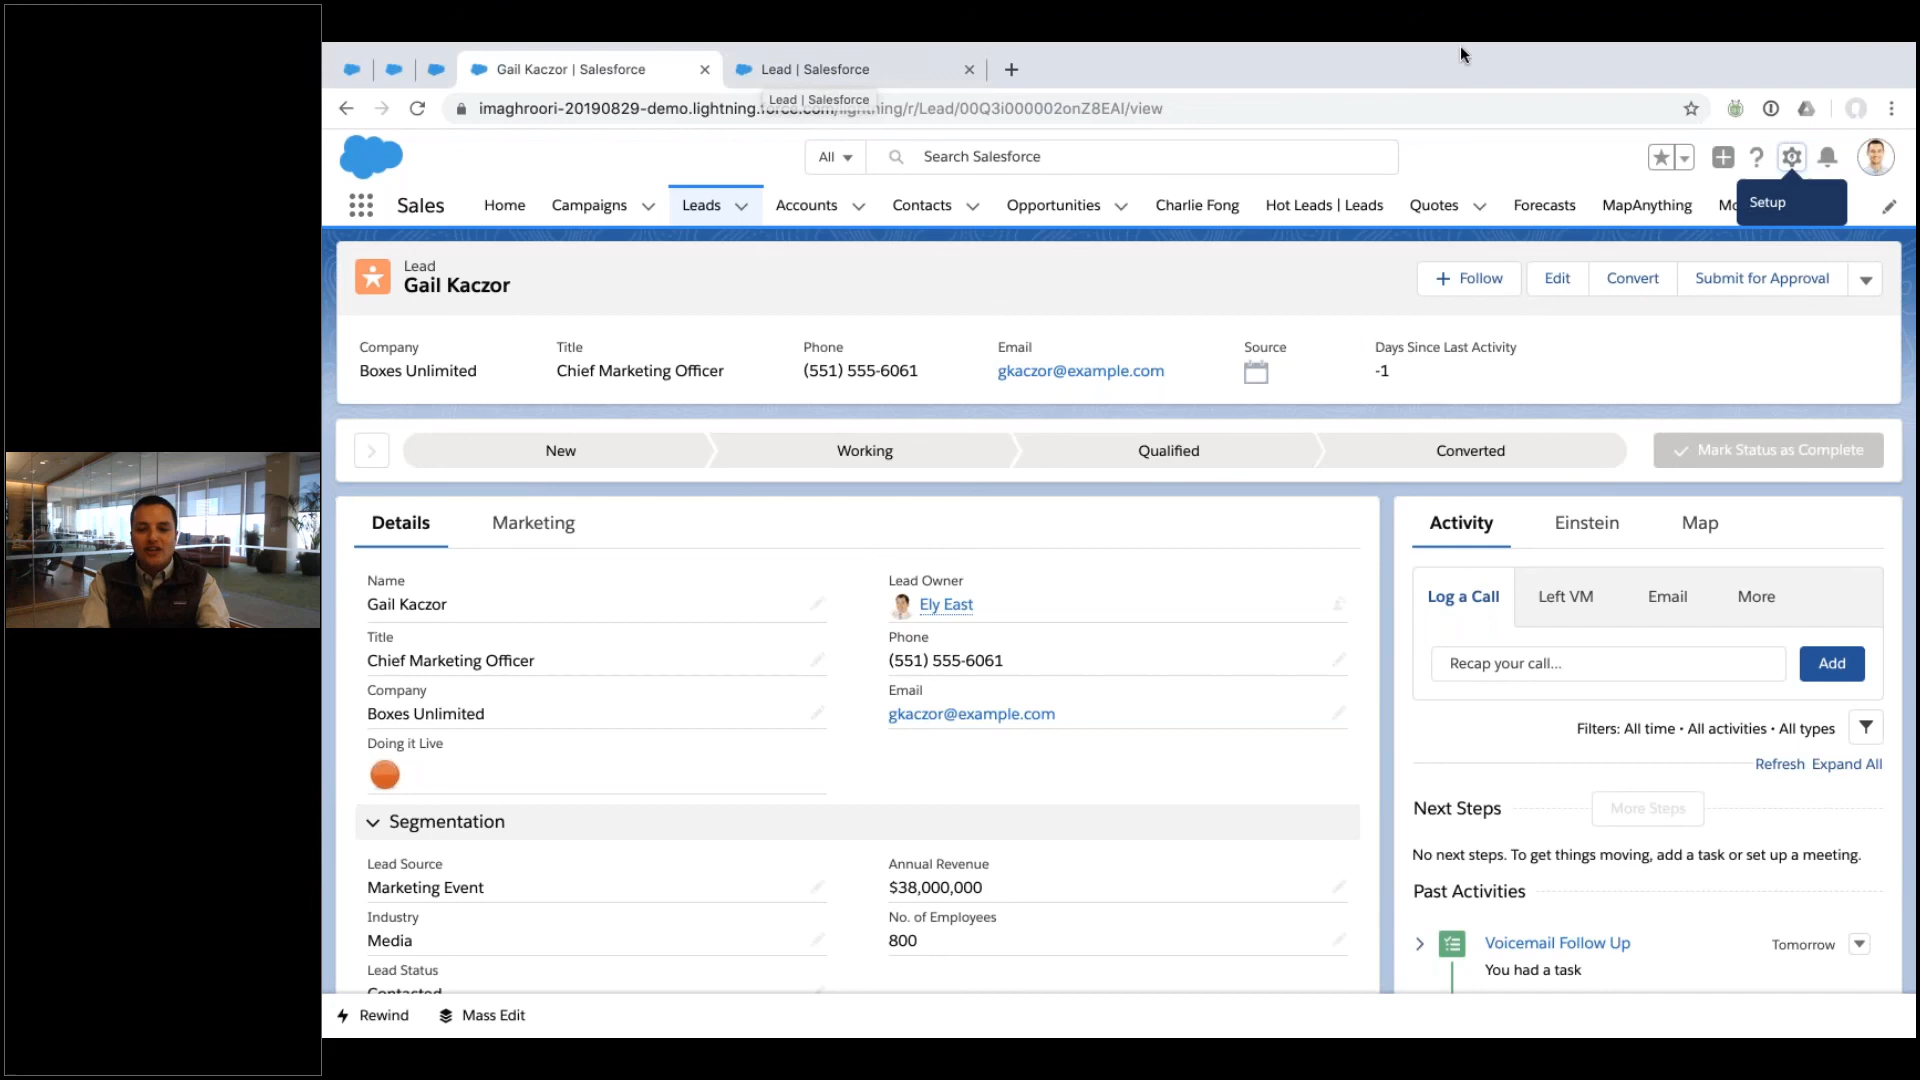 Gail Kaczor | Salesforce
Lead | Salesforce
Lead | Salesforce
imaghroori-20190829-demo.lightning.force.com/lightning/r/Lead/00Q3i000002onZ8EAI/view
All
Search Salesforce
Setup
Sales
Home
Campaigns
Leads
Accounts
Contacts
Opportunities
Charlie Fong
Hot Leads | Leads
Quotes
Forecasts
MapAnything
Lead
Gail Kaczor
+ Follow
Edit
Convert
Submit for Approval
Company
Title
Phone
Email
Source
Days Since Last Activity
Boxes Unlimited
Chief Marketing Officer
(551) 555-6061
gkaczor@example.com
-1
New
Working
Qualified
Converted
Mark Status as Complete
Details
Marketing
Name
Gail Kaczor
Lead Owner
Ely East
Title
Chief Marketing Officer
Phone
(551) 555-6061
Company
Boxes Unlimited
Email
gkaczor@example.com
Doing it Live
Segmentation
Lead Source
Marketing Event
Annual Revenue
$38,000,000
Industry
Media
No. of Employees
800
Lead Status
Contacted
Activity
Einstein
Map
Log a Call
Left VM
Email
More
Recap your call...
Add
Filters: All time • All activities • All types
Refresh
Expand All
Next Steps
More Steps
No next steps. To get things moving, add a task or set up a meeting.
Past Activities
Voicemail Follow Up
Tomorrow
You had a task
Rewind
Mass Edit